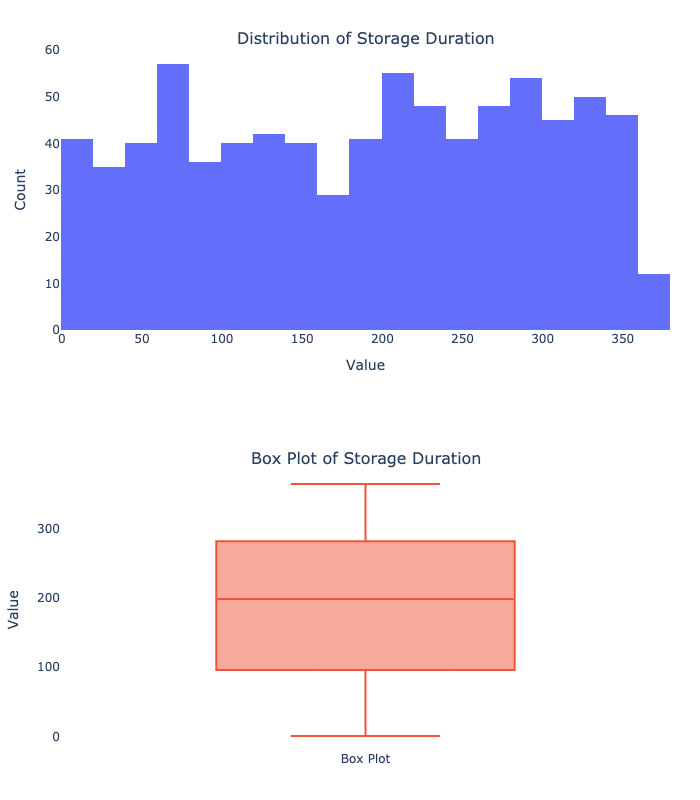 Distribution of Storage Duration
60
50
40
30
20
10
0
Count
0 50 100 150 200 250 300 350
Value
Box Plot of Storage Duration
300
200
100
0
Value
Box Plot